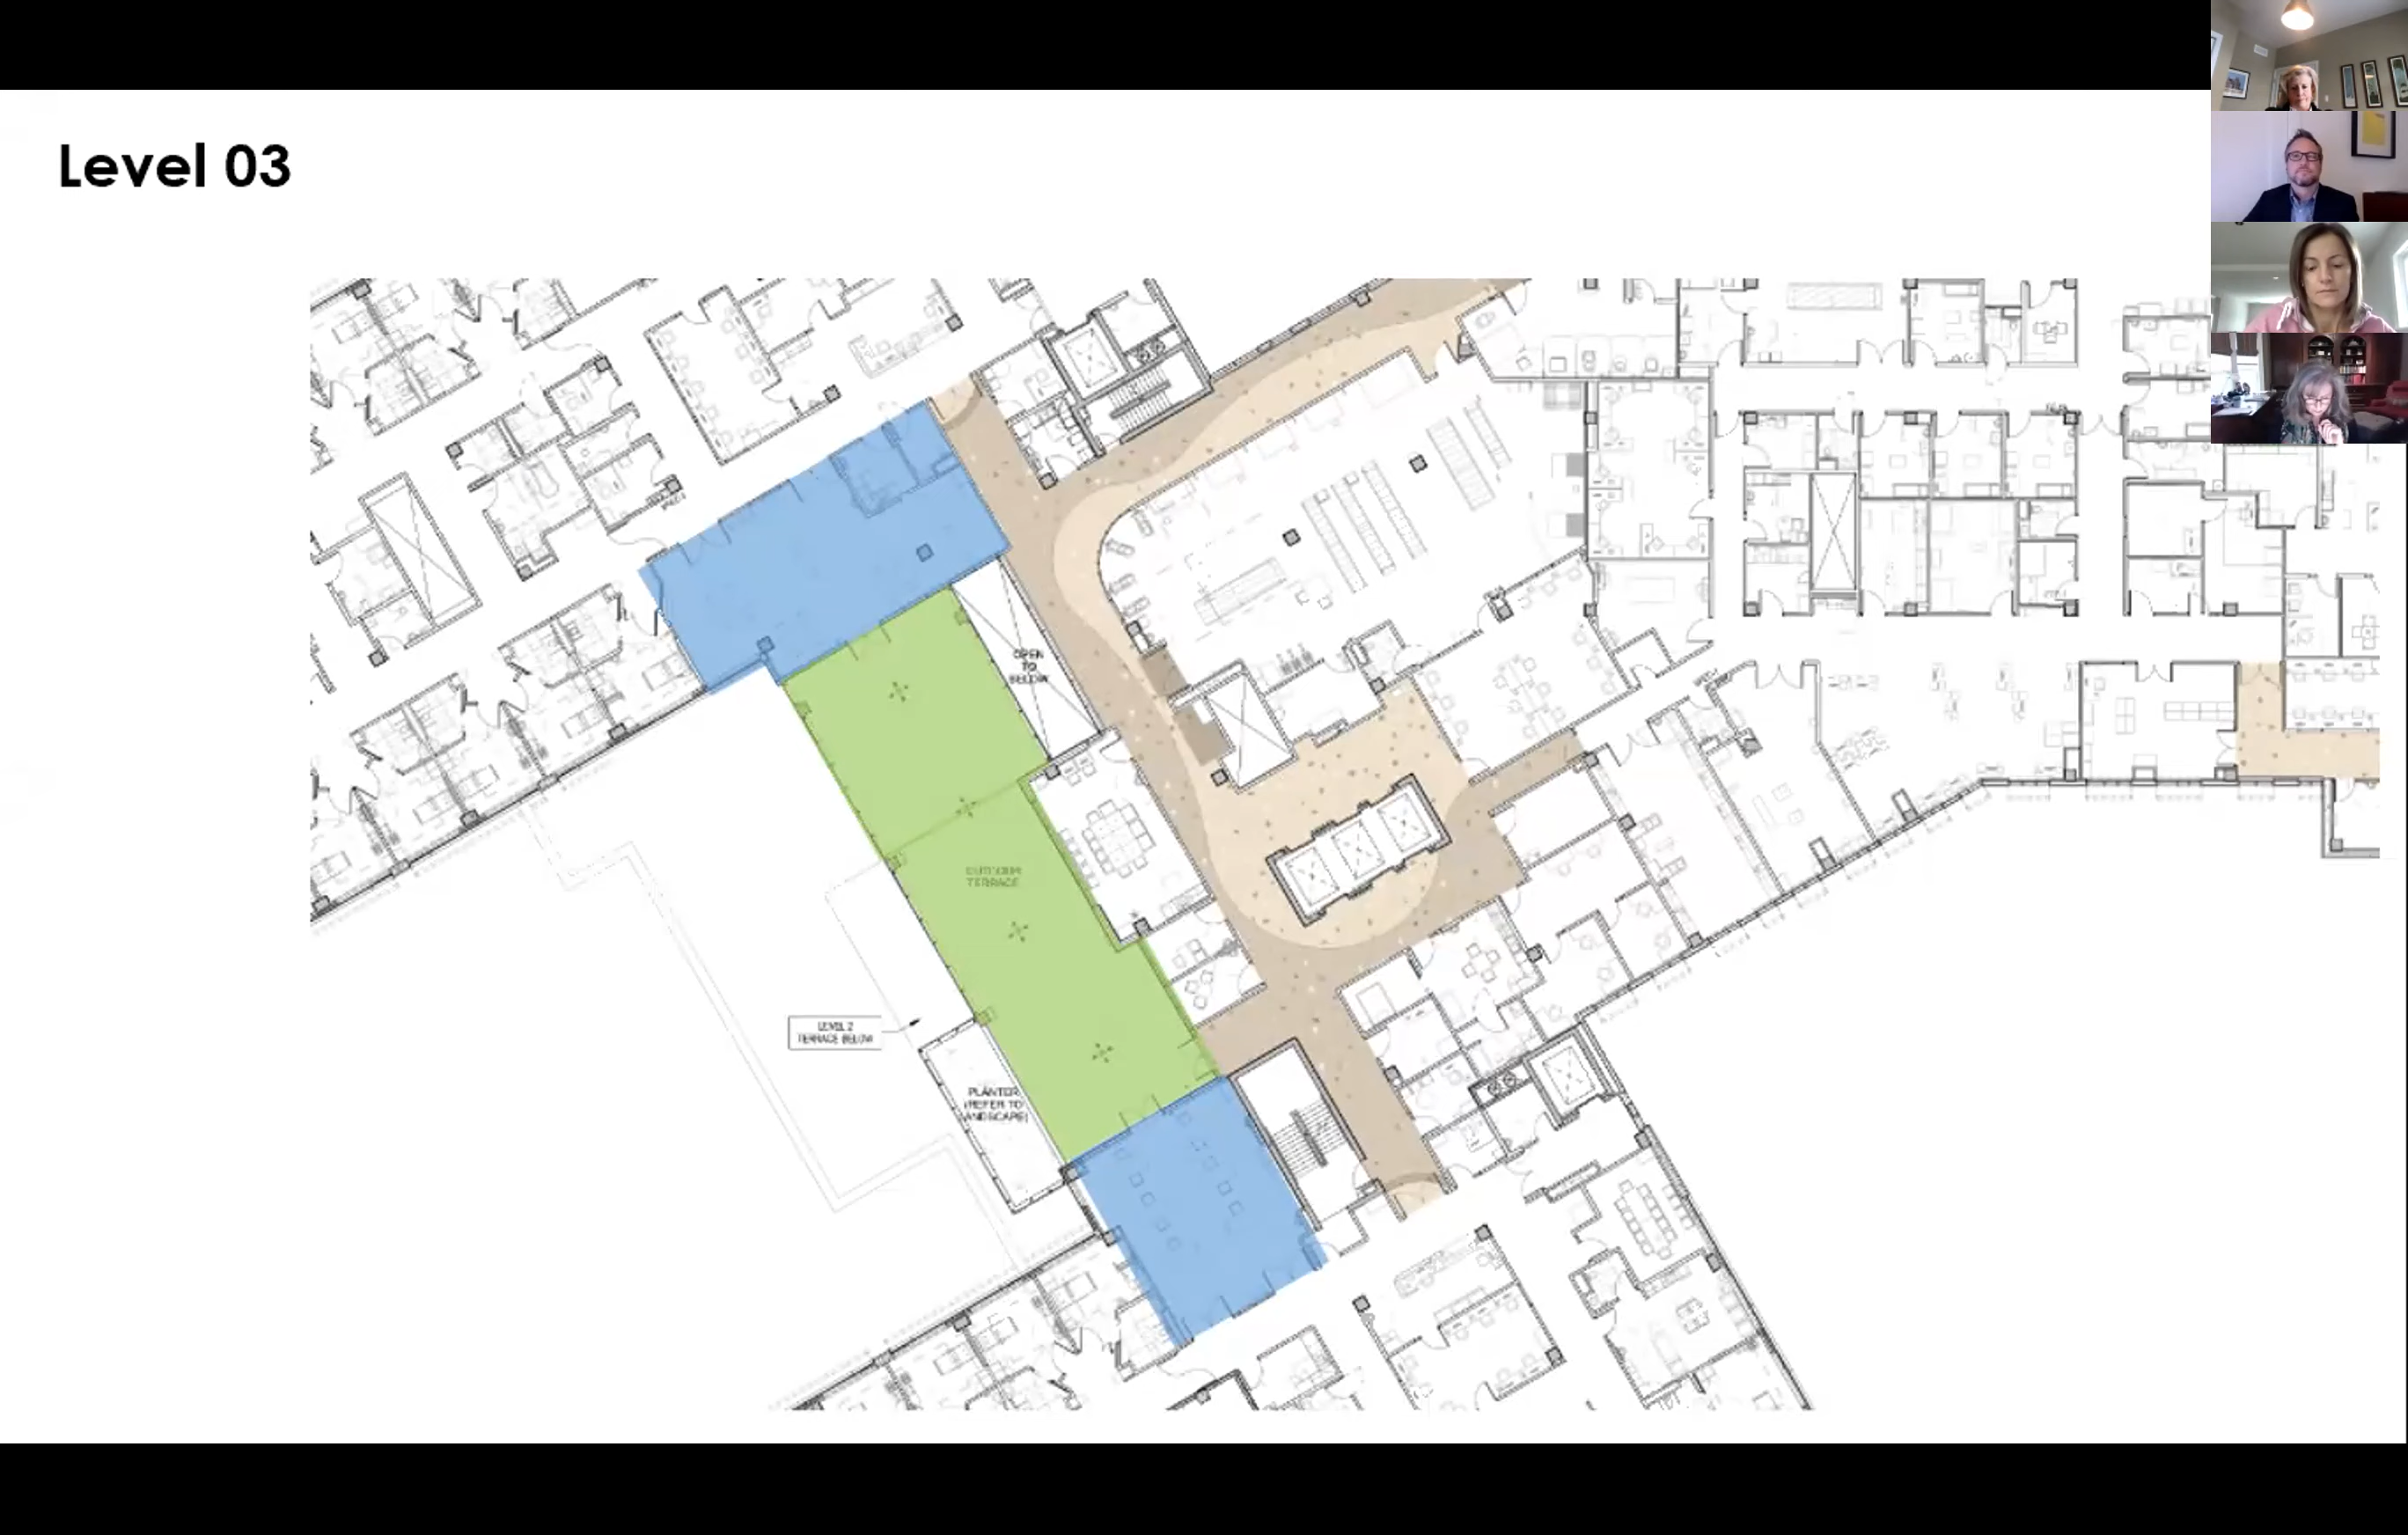 Level 03
OPEN
TO
BELOW
OUTDOOR
TERRACE
LEVEL 2
TERRACE BELOW
PLANTER
(REFER TO
LANDSCAPE)